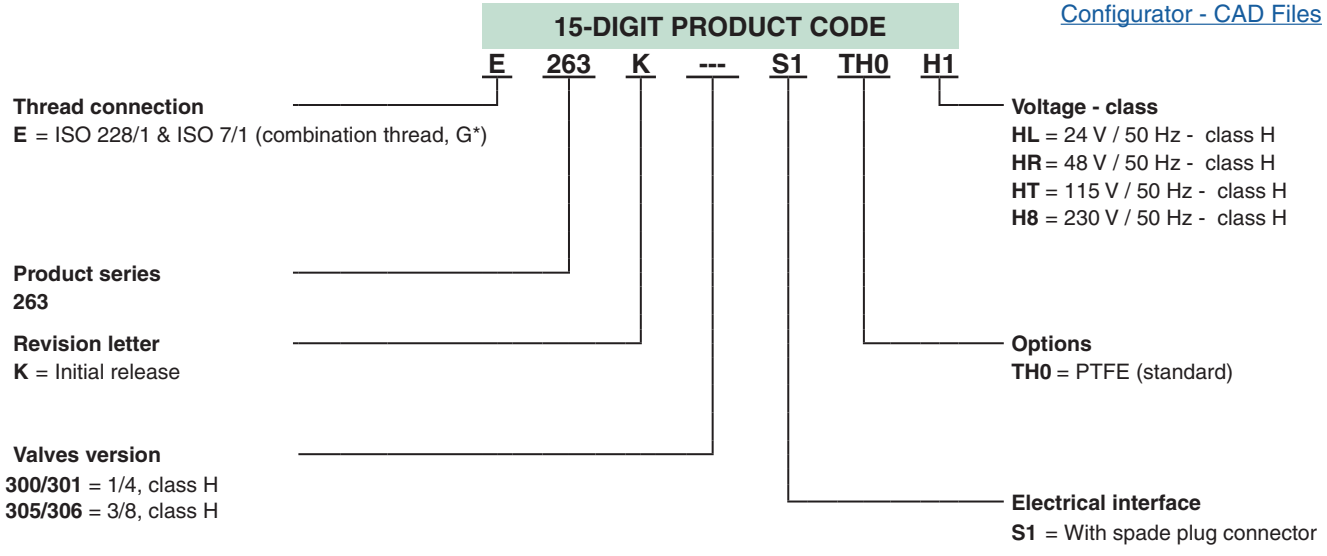 Configurator - CAD Files
15-DIGIT PRODUCT CODE
E 263 K --- S1 TH0 H1
Thread connection
E = ISO 228/1 & ISO 7/1 (combination thread, G*)
Voltage - class
HL = 24 V / 50 Hz - class H
HR = 48 V / 50 Hz - class H
HT = 115 V / 50 Hz - class H
H8 = 230 V / 50 Hz - class H
Product series
263
Revision letter
K = Initial release
Options
TH0 = PTFE (standard)
Valves version
300/301 = 1/4, class H
305/306 = 3/8, class H
Electrical interface
S1 = With spade plug connector